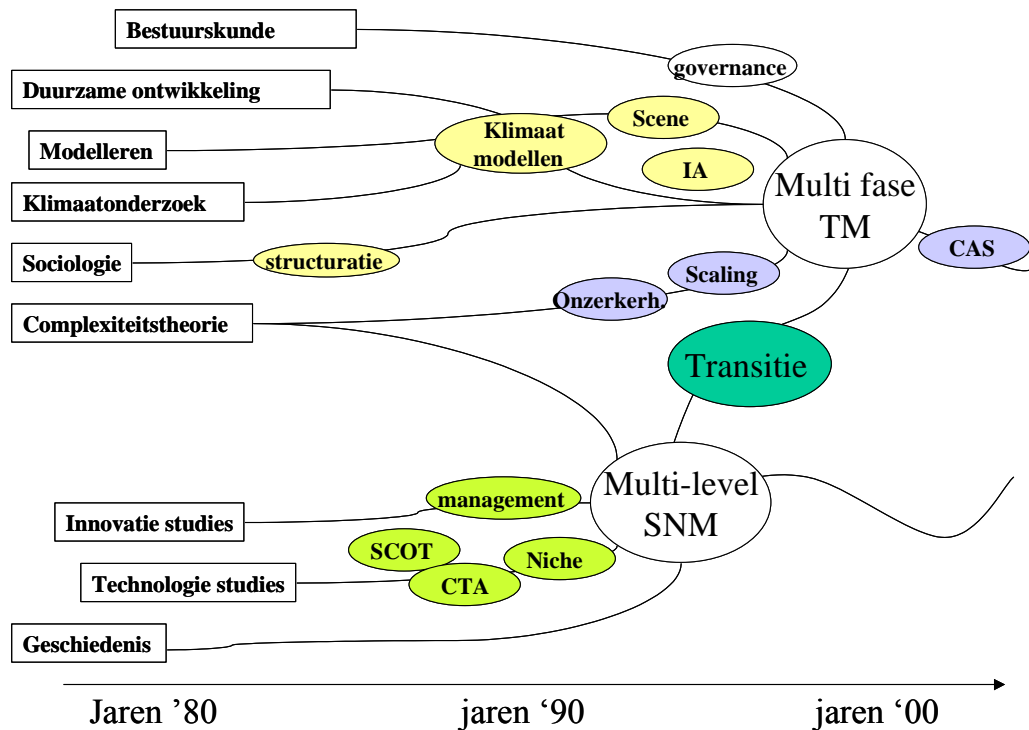 Bestuurskunde
governance
Duurzame ontwikkeling
Scene
Klimaat
modellen
Modelleren
IA
Multi fase
TM
Klimaatonderzoek
CAS
Sociologie
structuratie
Scaling
Onzerkerh.
Complexiteitstheorie
Transitie
Multi-level
SNM
management
Innovatie studies
SCOT
Niche
CTA
Technologie studies
Geschiedenis
Jaren ’80
jaren ‘90
jaren ‘00